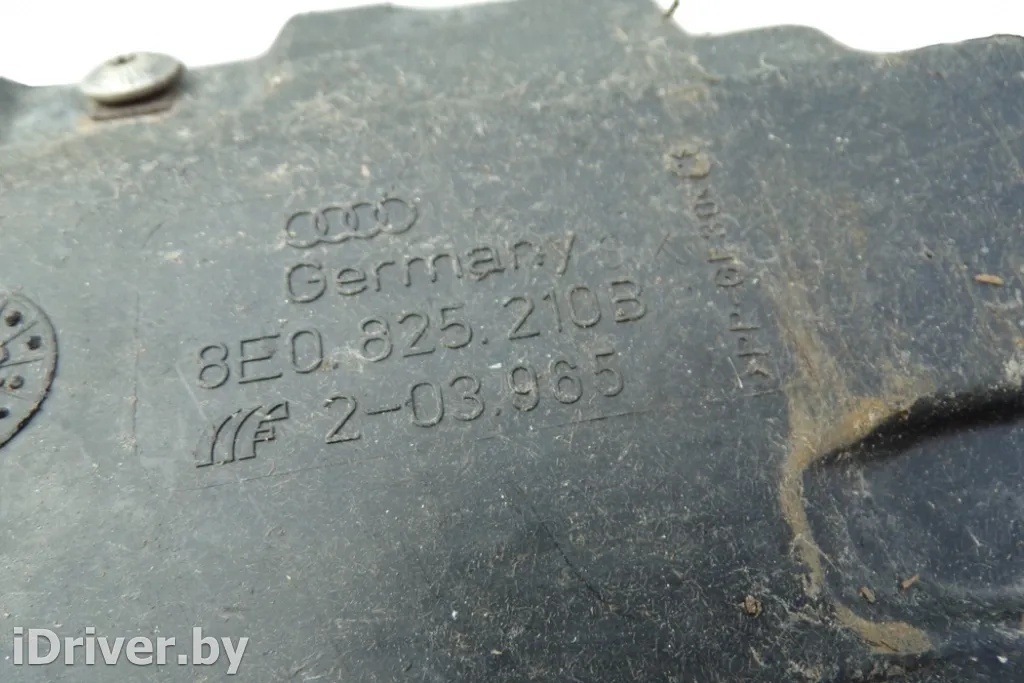 Germany
8E0.825.210B
F 2-03.965
iDriver.by